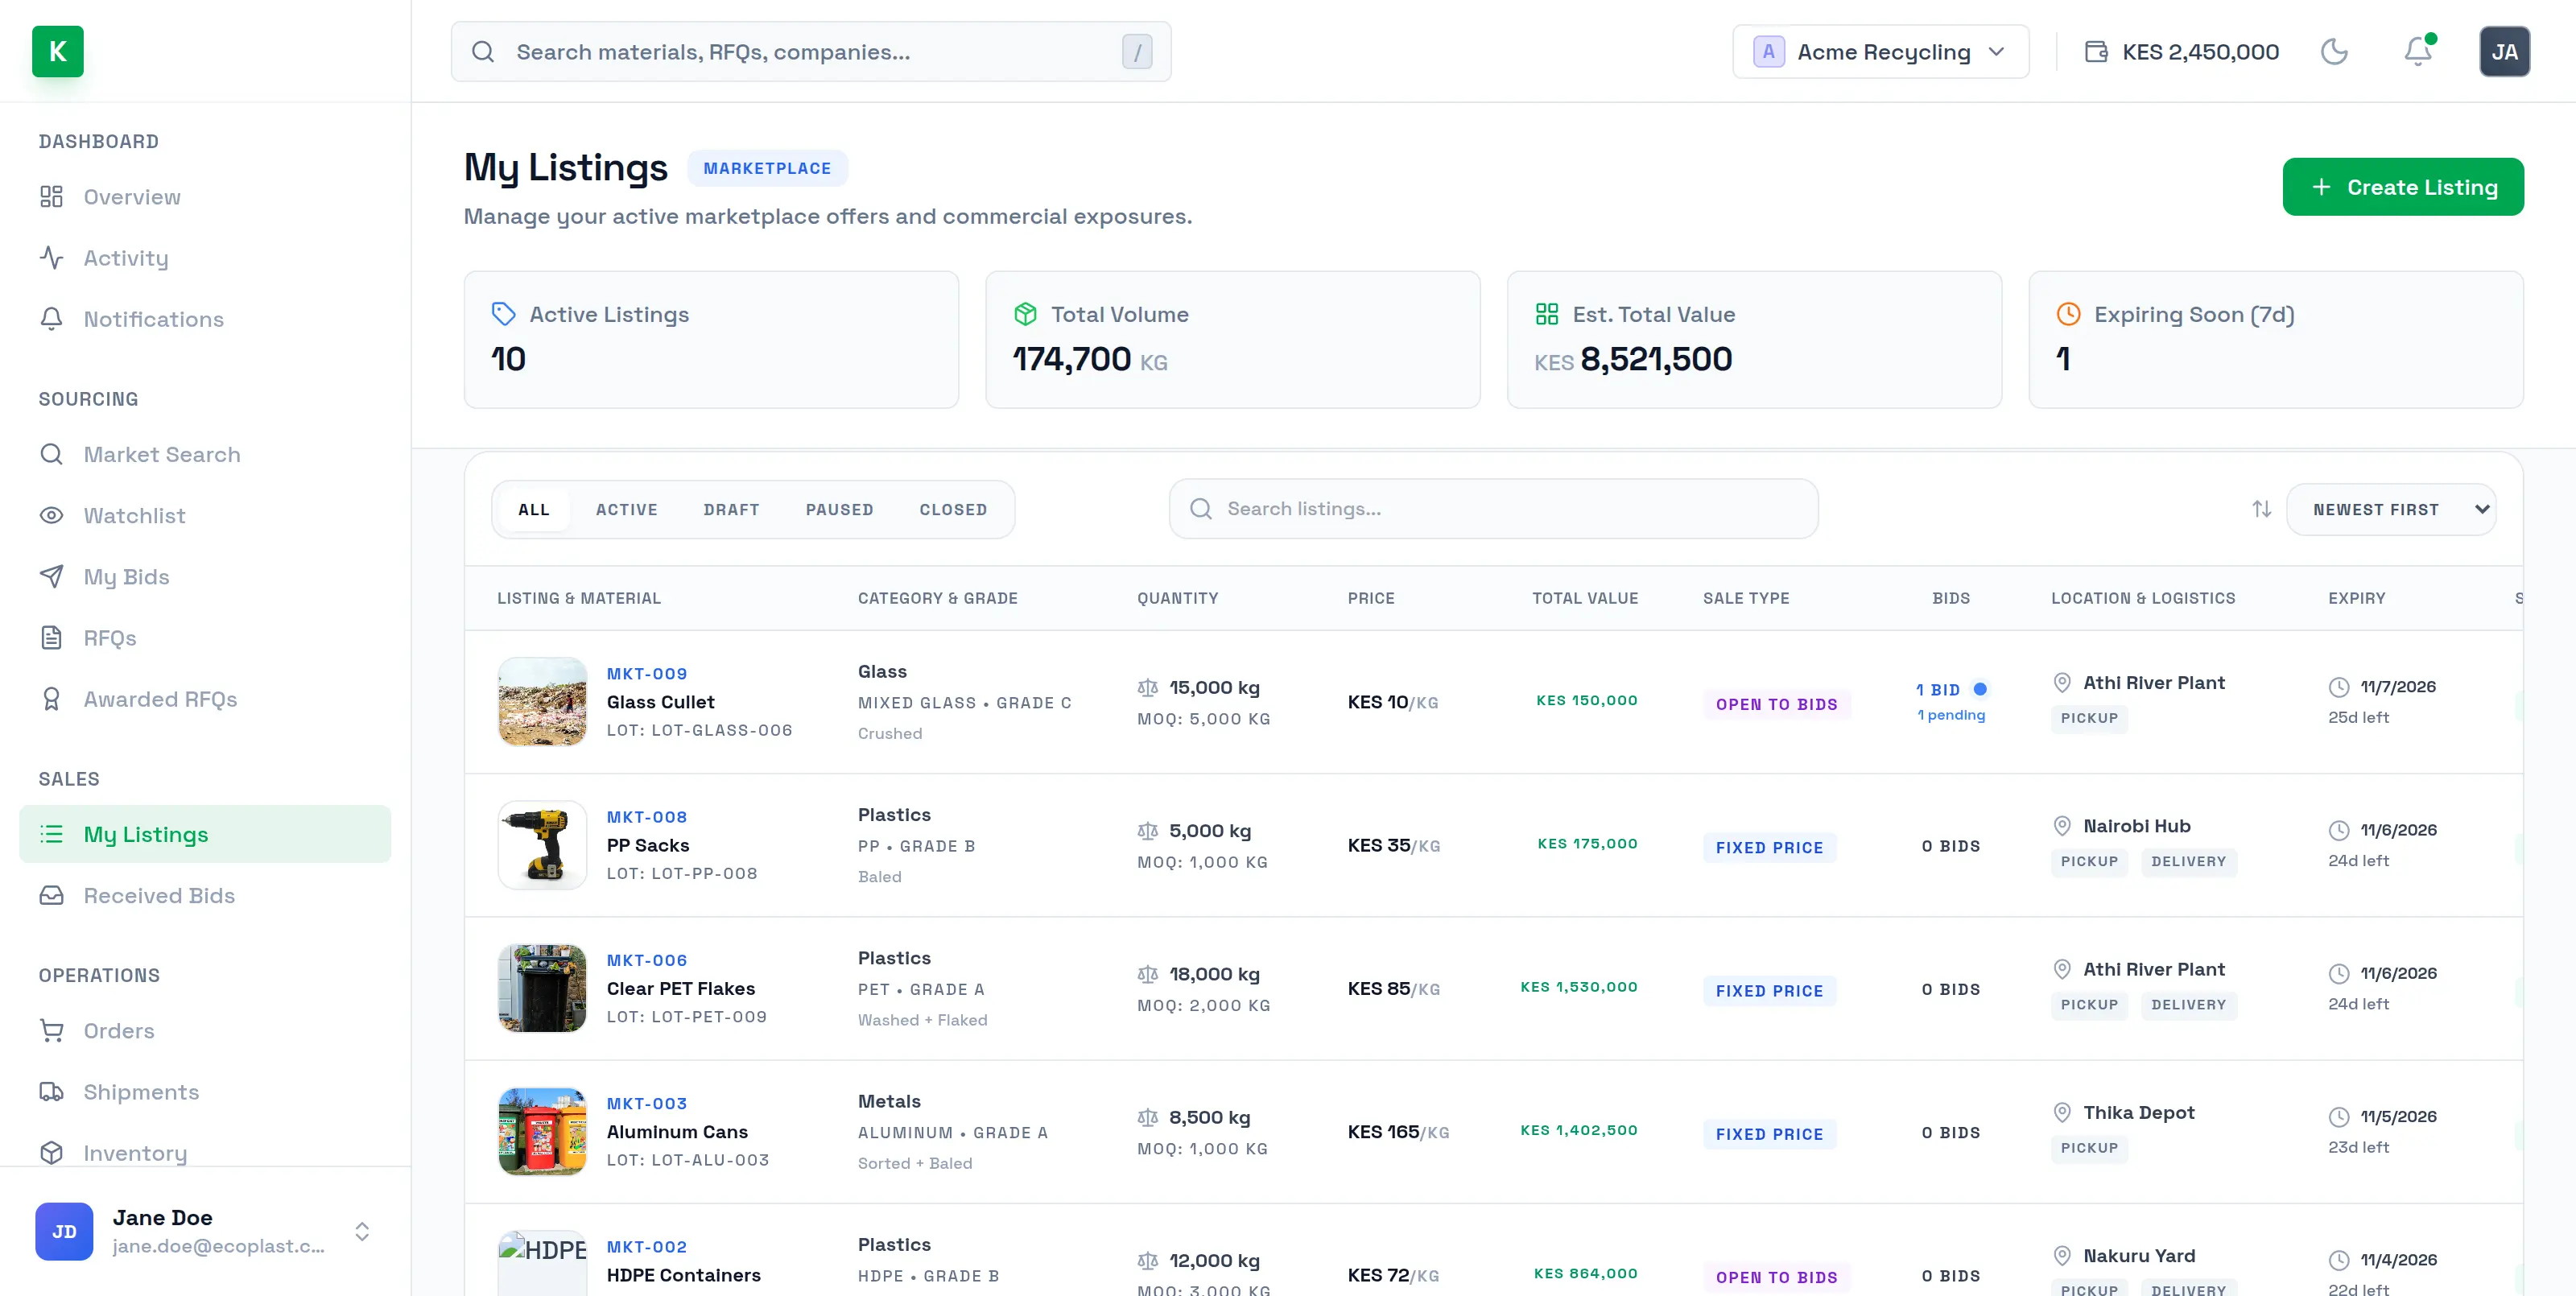 K
Search materials, RFQs, companies...
/
A
Acme Recycling
KES 2,450,000
JA
DASHBOARD
Overview
Activity
Notifications
SOURCING
Market Search
Watchlist
My Bids
RFQs
Awarded RFQs
SALES
My Listings
Received Bids
OPERATIONS
Orders
Shipments
Inventory
JD
Jane Doe
jane.doe@ecoplast.c...
My Listings
MARKETPLACE
Manage your active marketplace offers and commercial exposures.
+ Create Listing
Active Listings
10
Total Volume
174,700 KG
Est. Total Value
KES 8,521,500
Expiring Soon (7d)
1
ALL ACTIVE DRAFT PAUSED CLOSED
Search listings...
NEWEST FIRST
LISTING & MATERIAL CATEGORY & GRADE QUANTITY PRICE TOTAL VALUE SALE TYPE BIDS LOCATION & LOGISTICS EXPIRY S
MKT-009
Glass Cullet
LOT: LOT-GLASS-006
Glass
MIXED GLASS • GRADE C
Crushed
15,000 kg
MOQ: 5,000 KG
KES 10/KG
KES 150,000
OPEN TO BIDS
1 BID
1 pending
Athi River Plant
PICKUP
11/7/2026
25d left
MKT-008
PP Sacks
LOT: LOT-PP-008
Plastics
PP • GRADE B
Baled
5,000 kg
MOQ: 1,000 KG
KES 35/KG
KES 175,000
FIXED PRICE
0 BIDS
Nairobi Hub
PICKUP DELIVERY
11/6/2026
24d left
MKT-006
Clear PET Flakes
LOT: LOT-PET-009
Plastics
PET • GRADE A
Washed + Flaked
18,000 kg
MOQ: 2,000 KG
KES 85/KG
KES 1,530,000
FIXED PRICE
0 BIDS
Athi River Plant
PICKUP DELIVERY
11/6/2026
24d left
MKT-003
Aluminum Cans
LOT: LOT-ALU-003
Metals
ALUMINUM • GRADE A
Sorted + Baled
8,500 kg
MOQ: 1,000 KG
KES 165/KG
KES 1,402,500
FIXED PRICE
0 BIDS
Thika Depot
PICKUP
11/5/2026
23d left
HDPE
MKT-002
HDPE Containers
Plastics
HDPE • GRADE B
12,000 kg
MOQ: 3,000 KG
KES 72/KG
KES 864,000
OPEN TO BIDS
0 BIDS
Nakuru Yard
PICKUP DELIVERY
11/4/2026
22d left